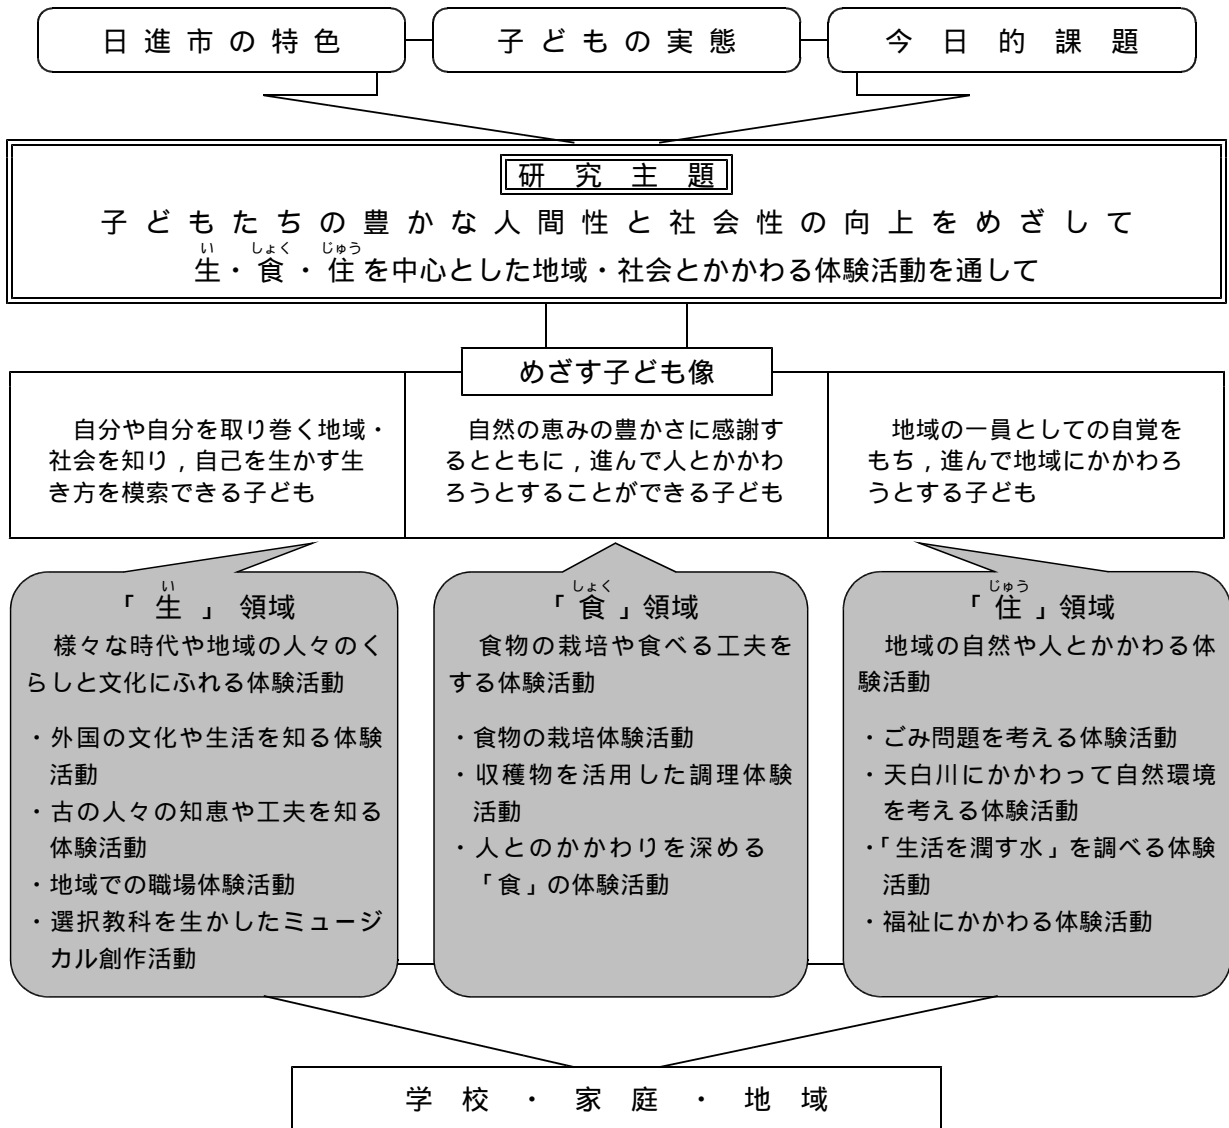 日進市の特色
子どもの実態
今日的課題
研究主題
子どもたちの豊かな人間性と社会性の向上をめざして
い しょく じゅう
生・食・住を中心とした地域・社会とかかわる体験活動を通して
めざす子ども像
自分や自分を取り巻く地域・
社会を知り,自己を生かす生
き方を模索できる子ども
自然の恵みの豊かさに感謝す
るとともに,進んで人とかかわ
ろうとすることができる子ども
地域の一員としての自覚を
もち,進んで地域にかかわろ
うとする子ども
い
「生」領域
様々な時代や地域の人々のく
らしと文化にふれる体験活動
・外国の文化や生活を知る体験
活動
・古の人々の知恵や工夫を知る
体験活動
・地域での職場体験活動
・選択教科を生かしたミュージ
カル創作活動
しょく
「食」領域
食物の栽培や食べる工夫を
する体験活動
・食物の栽培体験活動
・収穫物を活用した調理体験
活動
・人とのかかわりを深める
「食」の体験活動
じゅう
「住」領域
地域の自然や人とかかわる体
験活動
・ごみ問題を考える体験活動
・天白川にかかわって自然環境
を考える体験活動
・「生活を潤す水」を調べる体験
活動
・福祉にかかわる体験活動
学校・家庭・地域